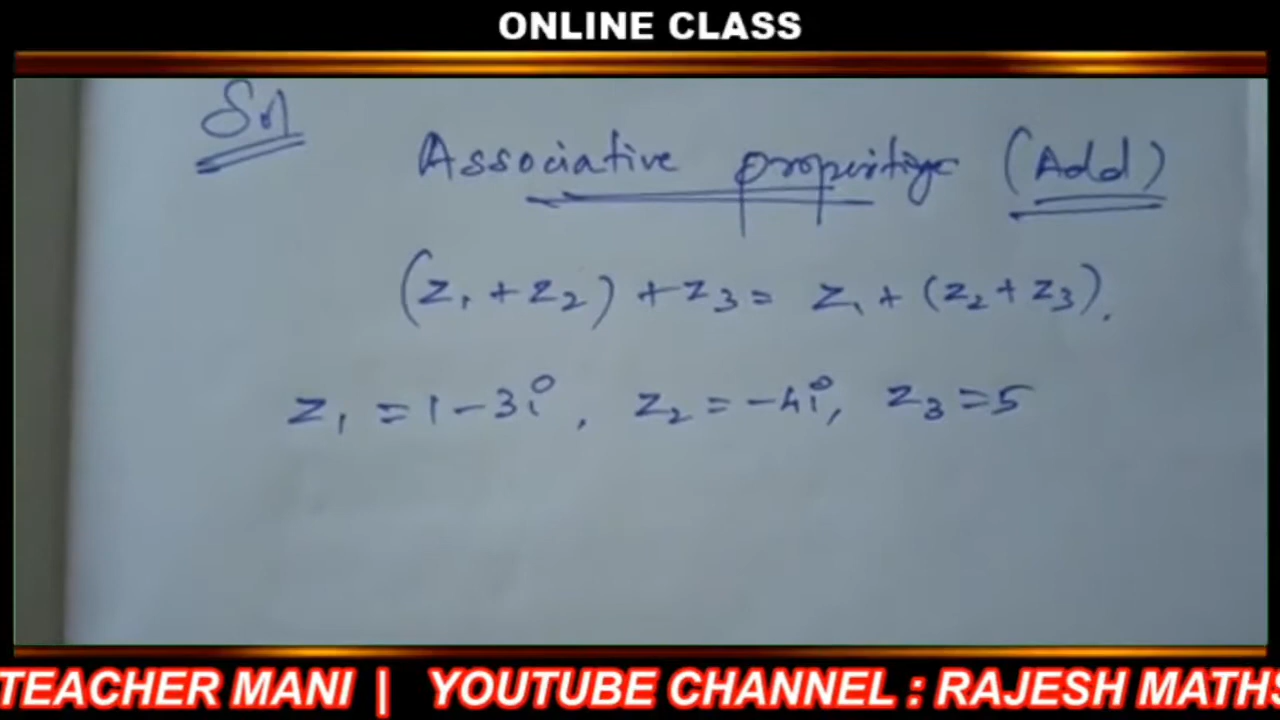 ONLINE CLASS
Sol
Associative properties (Add)
(z₁ + z₂) + z₃ = z₁ + (z₂ + z₃).
z₁ = 1 - 3i, z₂ = -4i, z₃ = 5
TEACHER MANI | YOUTUBE CHANNEL : RAJESH MATHS